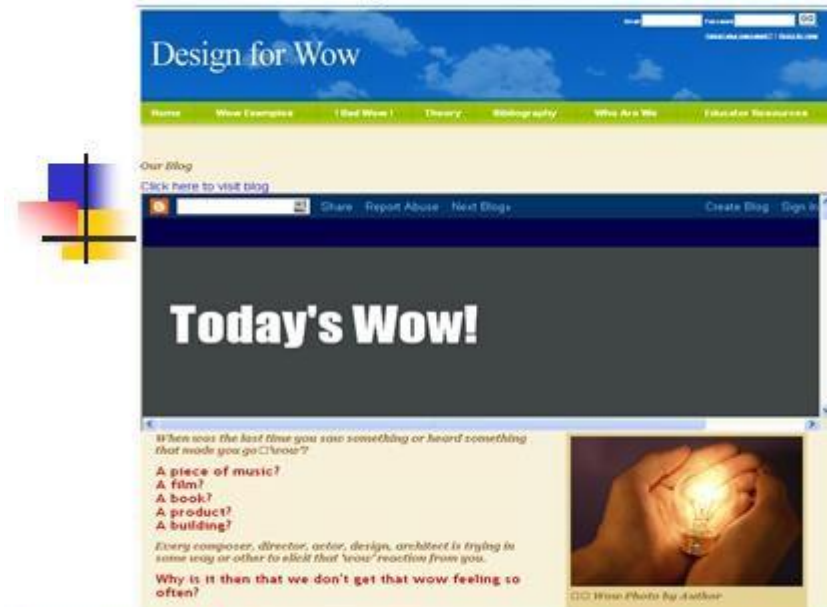 GO
Design for Wow
Home Wow Examples ! Bad Wow ! Theory Bibliography Who Are We Educator Resources
Our Blog
Click here to visit blog
Share Report Abuse Next Blog» Create Blog Sign In
Today's Wow!
When was the last time you saw something or heard something
that made you go □'wow'?
A piece of music?
A film?
A book?
A product?
A building?
Every composer, director, actor, design, architect is trying in
some way or other to elicit that 'wow' reaction from you.
Why is it then that we don't get that wow feeling so
often?
□□ Wow Photo by Author